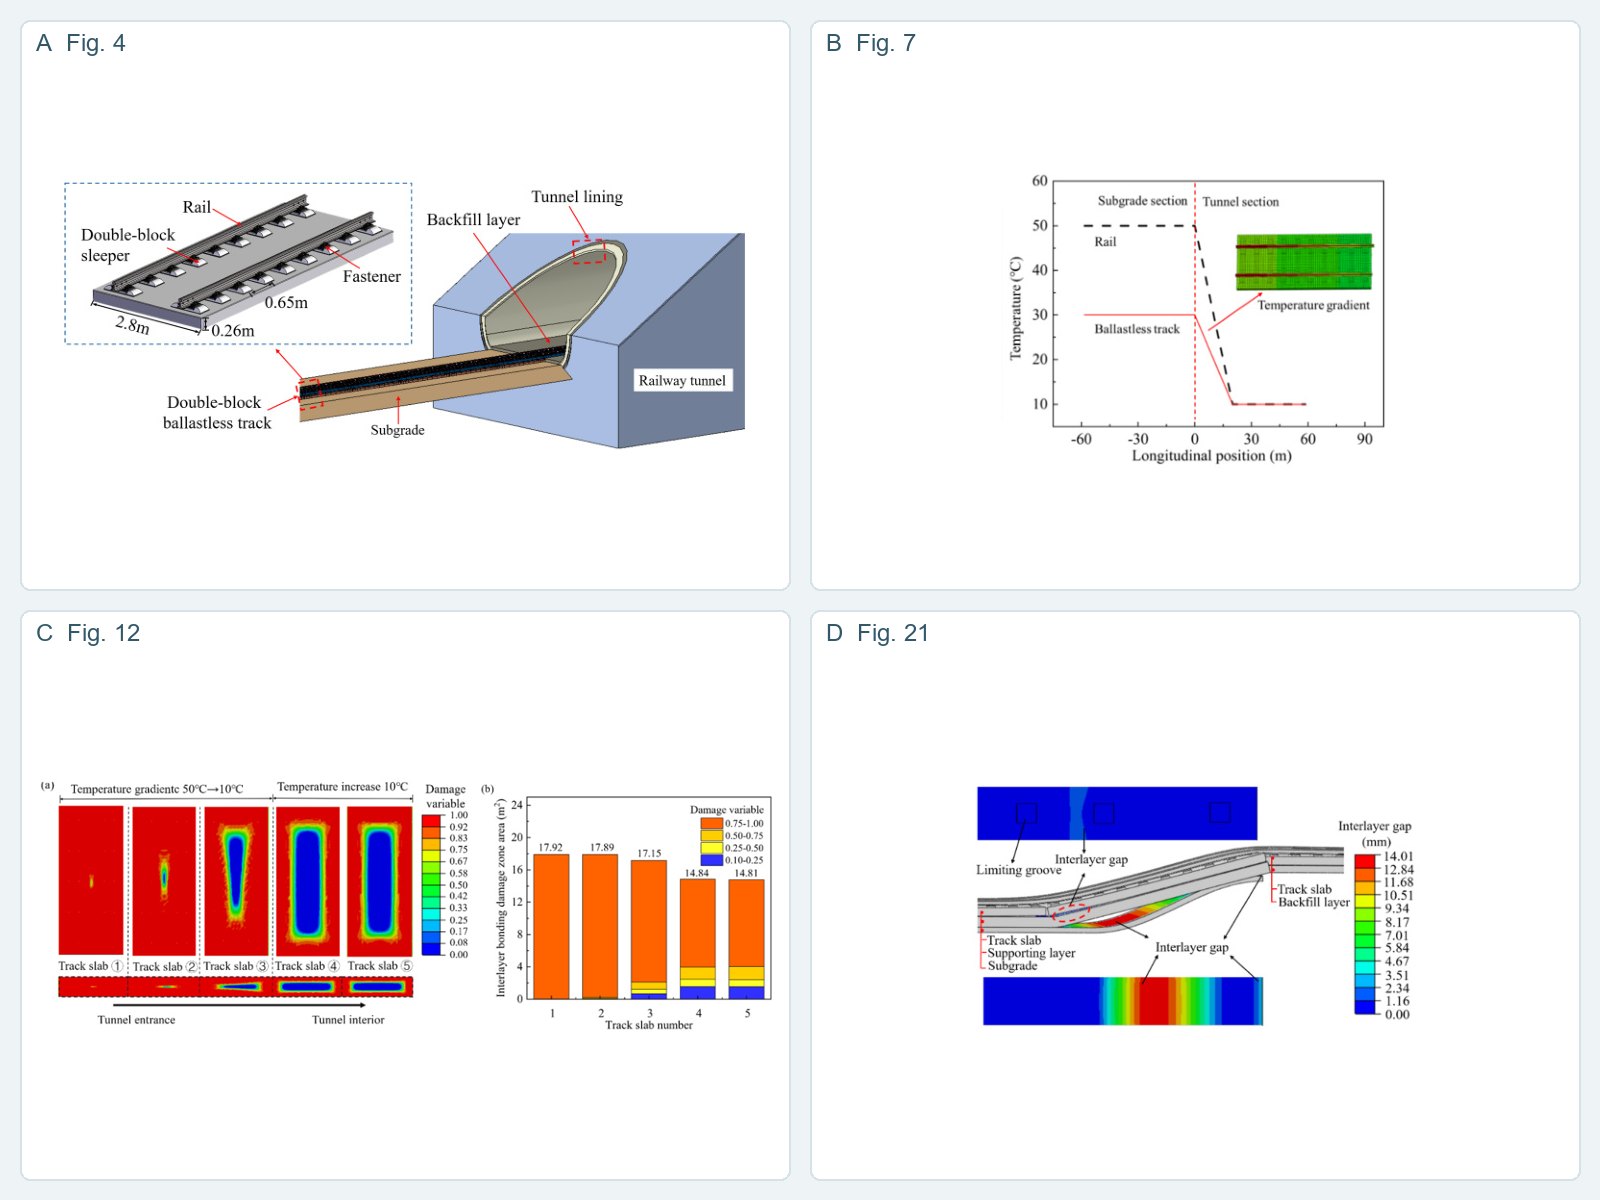 A Fig. 4
Rail
Double-block
sleeper
Fastener
0.65m
2.8m
0.26m
Tunnel lining
Backfill layer
Railway tunnel
Double-block
ballastless track
Subgrade
B Fig. 7
Temperature (°C)
60
50
40
30
20
10
Subgrade section
Tunnel section
Rail
Ballastless track
Temperature gradient
-60 -30 0 30 60 90
Longitudinal position (m)
C Fig. 12
(a)
Temperature gradientc 50℃→10℃
Temperature increase 10℃
Damage
variable
1.00
0.92
0.83
0.75
0.67
0.58
0.50
0.42
0.33
0.25
0.17
0.08
0.00
Track slab ① Track slab ② Track slab ③ Track slab ④ Track slab ⑤
Tunnel entrance
Tunnel interior
(b)
Interlayer bonding damage zone area (m²)
24
20
16
12
8
4
0
Damage variable
0.75-1.00
0.50-0.75
0.25-0.50
0.10-0.25
17.92 17.89 17.15 14.84 14.81
1 2 3 4 5
Track slab number
D Fig. 21
Limiting groove
Interlayer gap
Track slab
Supporting layer
Subgrade
Track slab
Backfill layer
Interlayer gap
Interlayer gap
(mm)
14.01
12.84
11.68
10.51
9.34
8.17
7.01
5.84
4.67
3.51
2.34
1.16
0.00